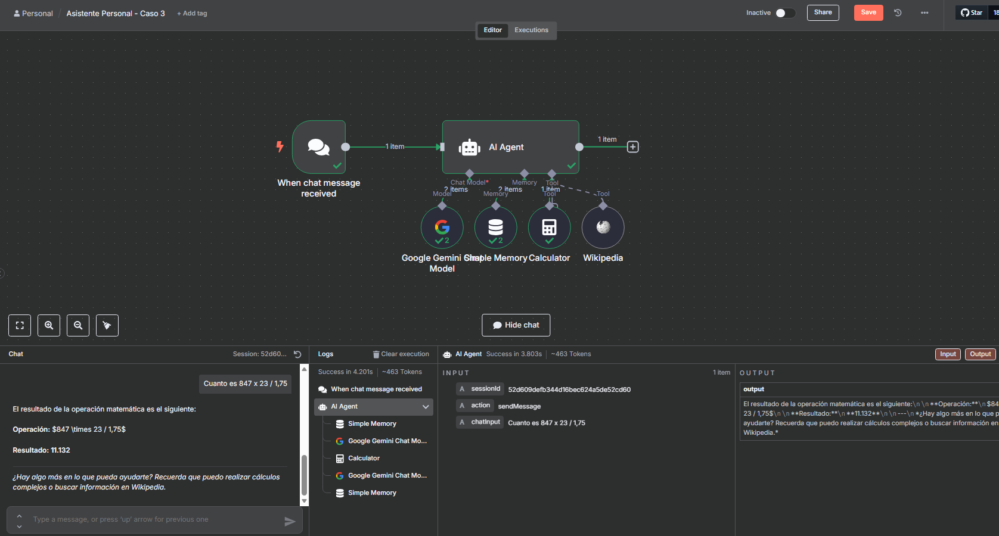 Personal / Asistente Personal - Caso 3 + Add tag
Inactive Share Save ••• Star
Editor Executions
1 item
AI Agent
1 item
When chat message
received
Chat Model* Memory Tool
2 items 2 items 1 item
Model Memory Tool Tool
2 2
Google Gemini Chat
Model
Simple Memory
Calculator
Wikipedia
Hide chat
Chat
Session: 52d60...
Cuanto es 847 x 23 / 1,75
El resultado de la operación matemática es el siguiente:
Operación: $847 \times 23 / 1,75$
Resultado: 11.132
¿Hay algo más en lo que pueda ayudarte? Recuerda que puedo realizar cálculos
complejos o buscar información en Wikipedia.
Type a message, or press 'up' arrow for previous one
Logs
Clear execution
Success in 4.201s | ~463 Tokens
When chat message received
AI Agent
Simple Memory
Google Gemini Chat Mo...
Calculator
Google Gemini Chat Mo...
Simple Memory
AI Agent Success in 3.803s | ~463 Tokens
Input Output
INPUT
1 item
A sessionId 52d609defb344d16bec624a5de52cd60
A action sendMessage
A chatInput Cuanto es 847 x 23 / 1,75
OUTPUT
output
El resultado de la operación matemática es el siguiente:\n \n **Operación:**\n $84
23 / 1,75$\n \n **Resultado:**\n **11.132**\n \n ---\n *¿Hay algo más en lo que p
ayudarte? Recuerda que puedo realizar cálculos complejos o buscar información en
Wikipedia.*